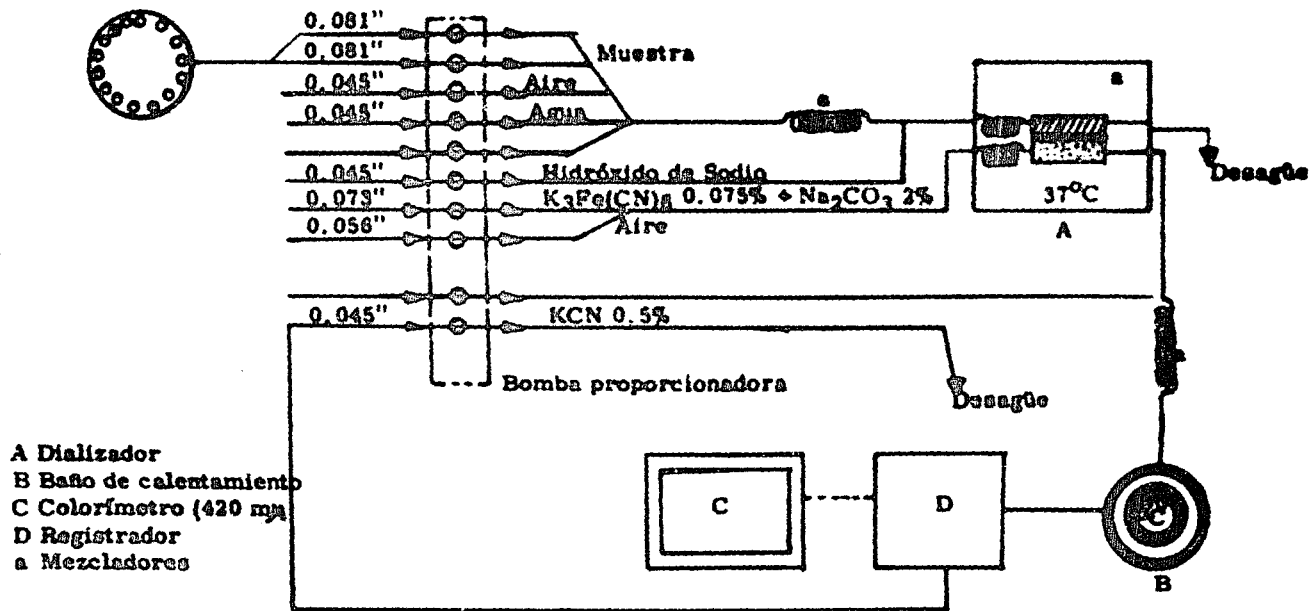 0.081"
0.081"
Muestra
0.045"
Aire
0.045"
Agua
a
a
0.045"
Hidróxido de Sodio
Desagüe
0.073"
K3Fe(CN)6 0.075% + Na2CO3 2%
37°C
0.056"
Aire
A
0.045"
KCN 0.5%
Bomba proporcionadora
Desagüe
A Dializador
B Baño de calentamiento
C Colorímetro (420 mµ
D Registrador
a Mezcladores
C
D
B